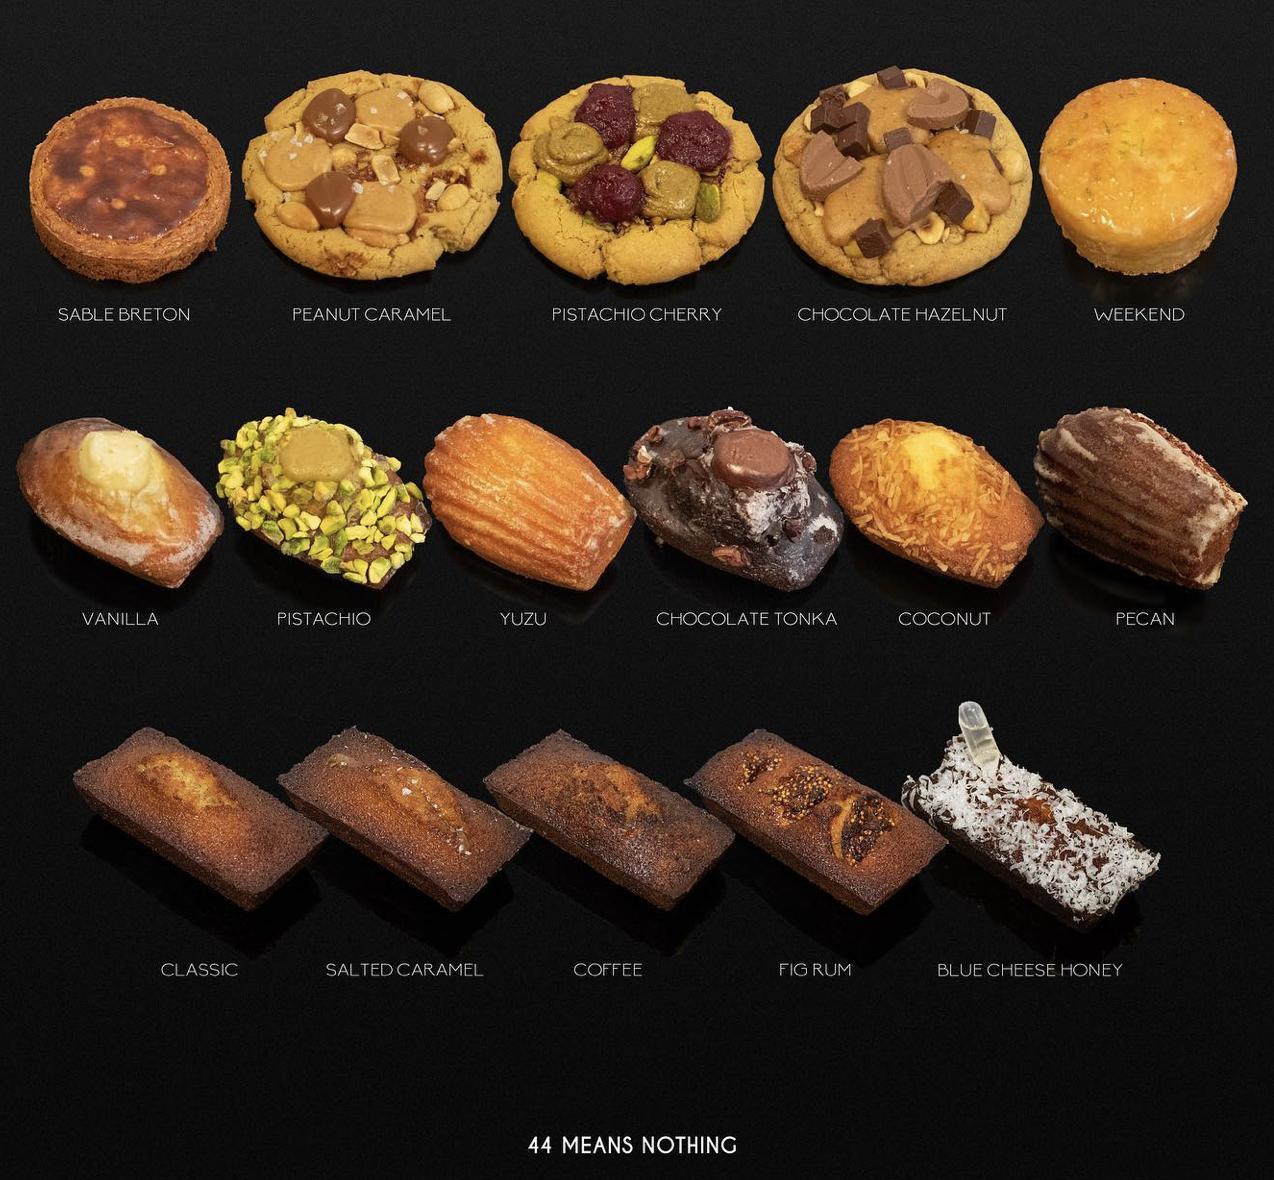 SABLE BRETON
PEANUT CARAMEL
PISTACHIO CHERRY
CHOCOLATE HAZELNUT
WEEKEND
VANILLA
PISTACHIO
YUZU
CHOCOLATE TONKA
COCONUT
PECAN
CLASSIC
SALTED CARAMEL
COFFEE
FIG RUM
BLUE CHEESE HONEY
44 MEANS NOTHING